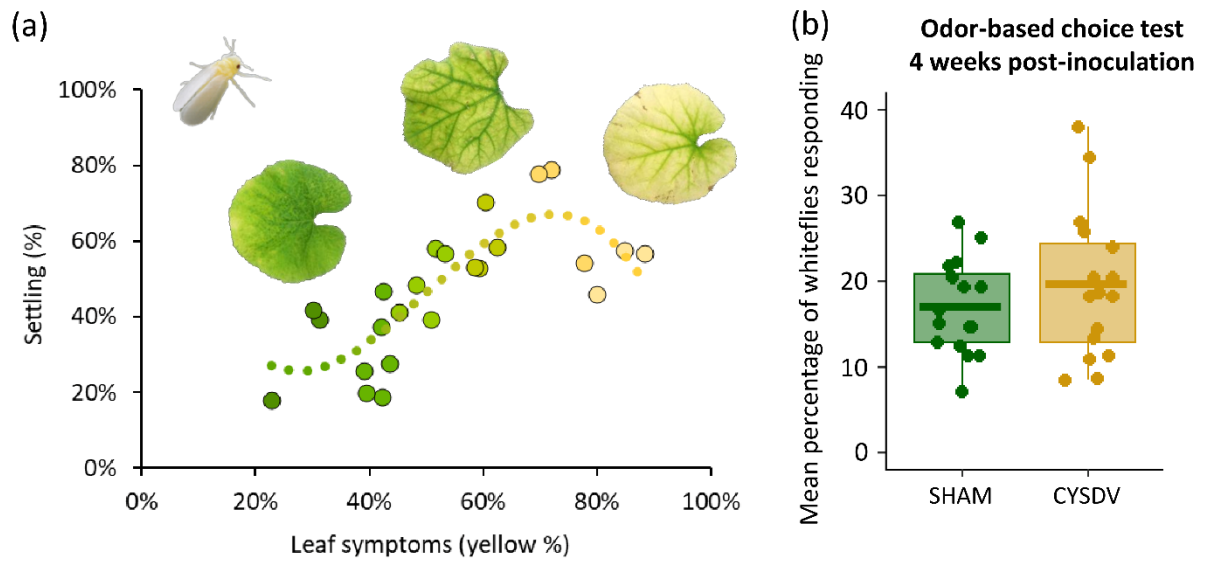 (a)
100%
80%
60%
40%
20%
0%
Settling (%)
0% 20% 40% 60% 80% 100%
Leaf symptoms (yellow %)
(b)
Odor-based choice test
4 weeks post-inoculation
Mean percentage of whiteflies responding
40
30
20
10
0
SHAM CYSDV